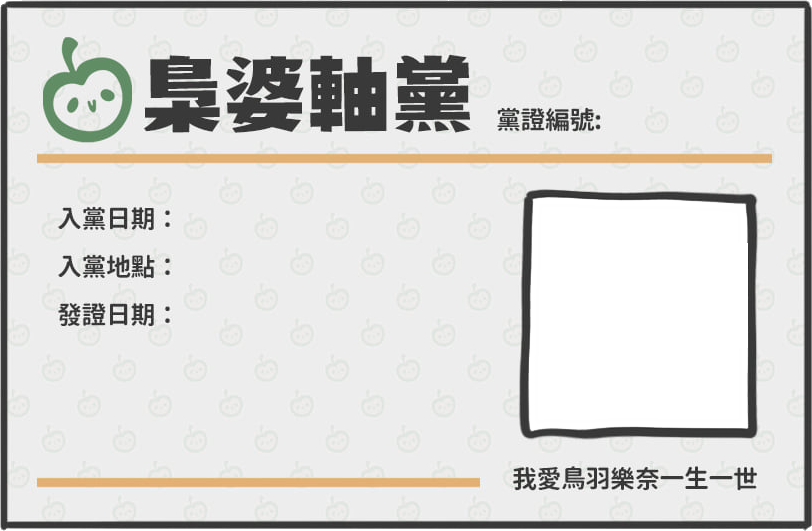 梟婆軸黨
黨證編號:
入黨日期：
入黨地點：
發證日期：
我愛鳥羽樂奈一生一世